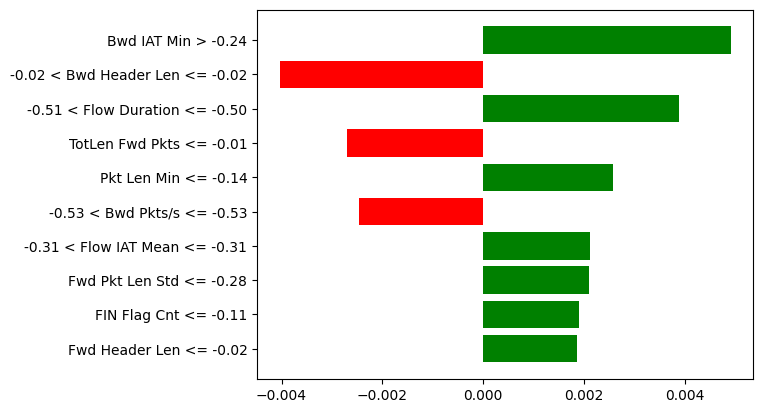 Bwd IAT Min > -0.24
-0.02 < Bwd Header Len <= -0.02
-0.51 < Flow Duration <= -0.50
TotLen Fwd Pkts <= -0.01
Pkt Len Min <= -0.14
-0.53 < Bwd Pkts/s <= -0.53
-0.31 < Flow IAT Mean <= -0.31
Fwd Pkt Len Std <= -0.28
FIN Flag Cnt <= -0.11
Fwd Header Len <= -0.02
−0.004 −0.002 0.000 0.002 0.004